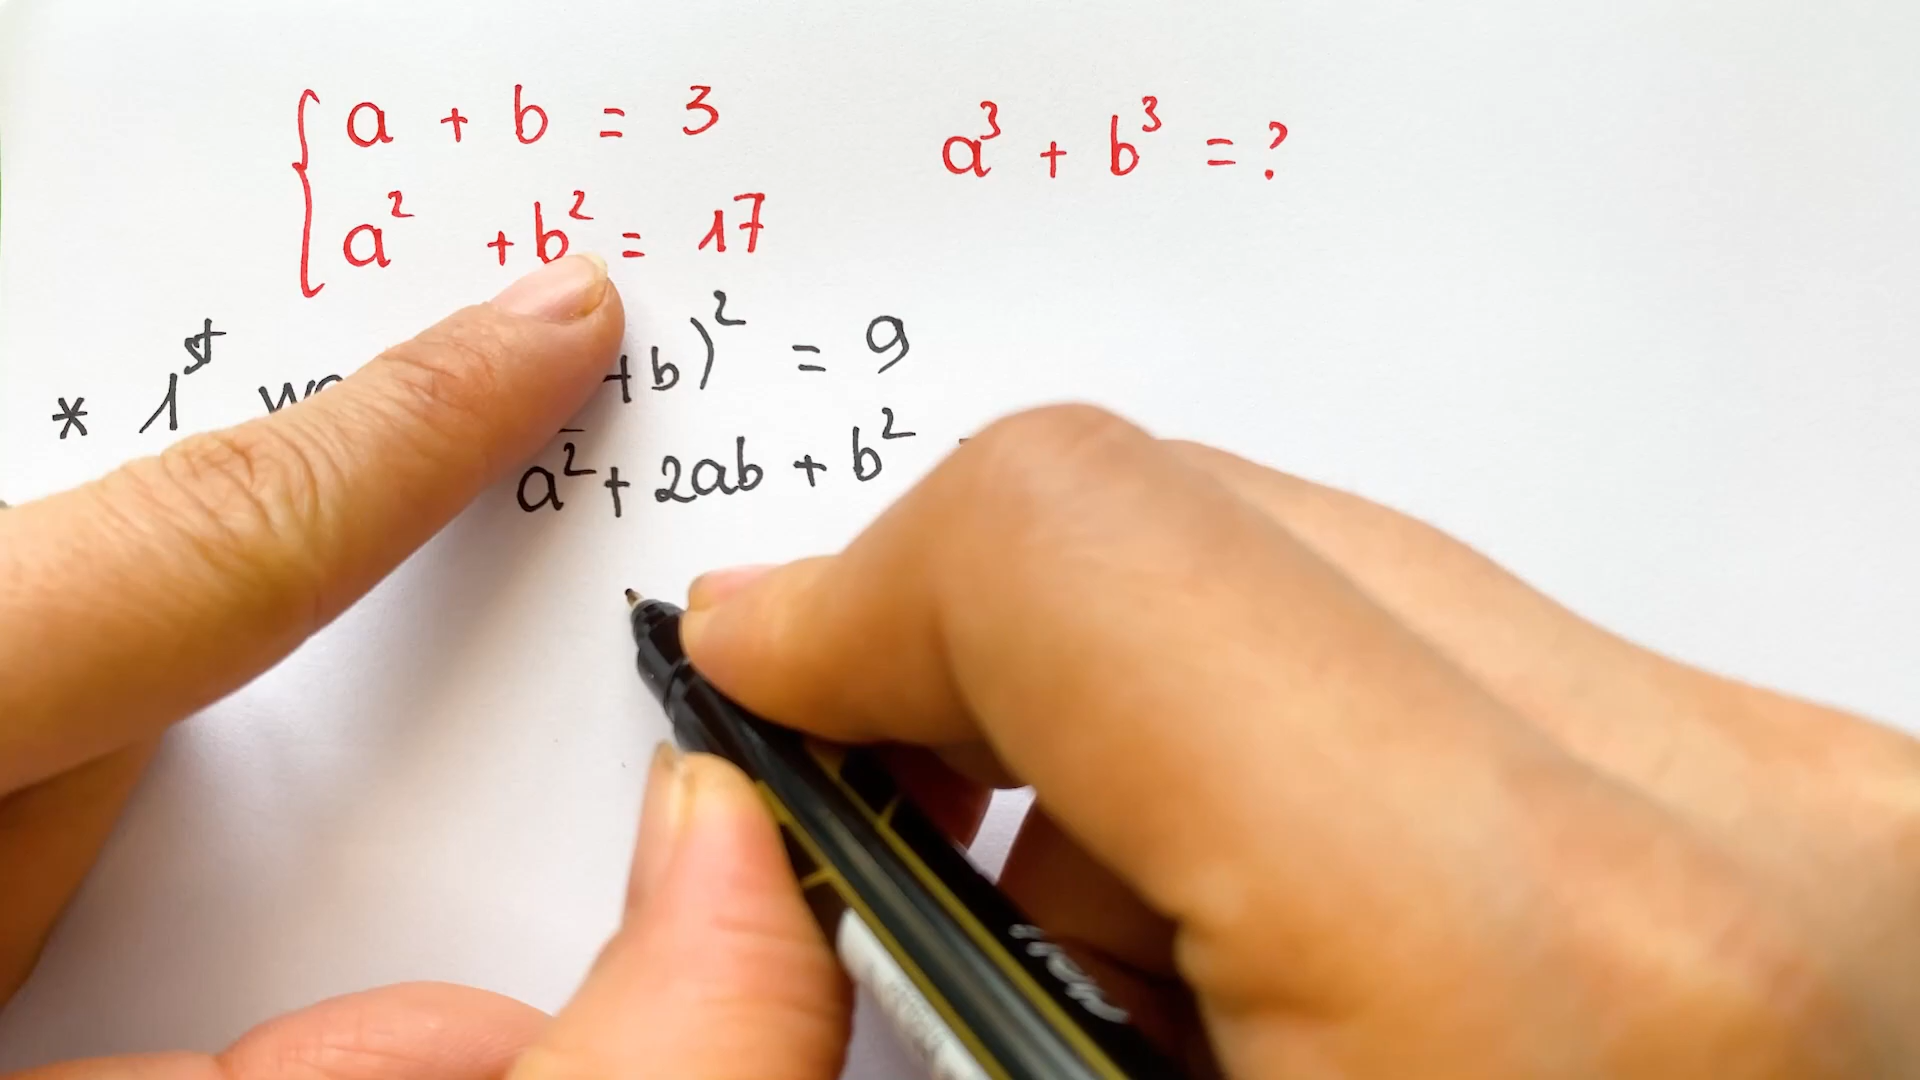 a + b = 3
a² + b² = 17
a³ + b³ = ?
* 1st
+ b)² = 9
a² + 2ab + b²